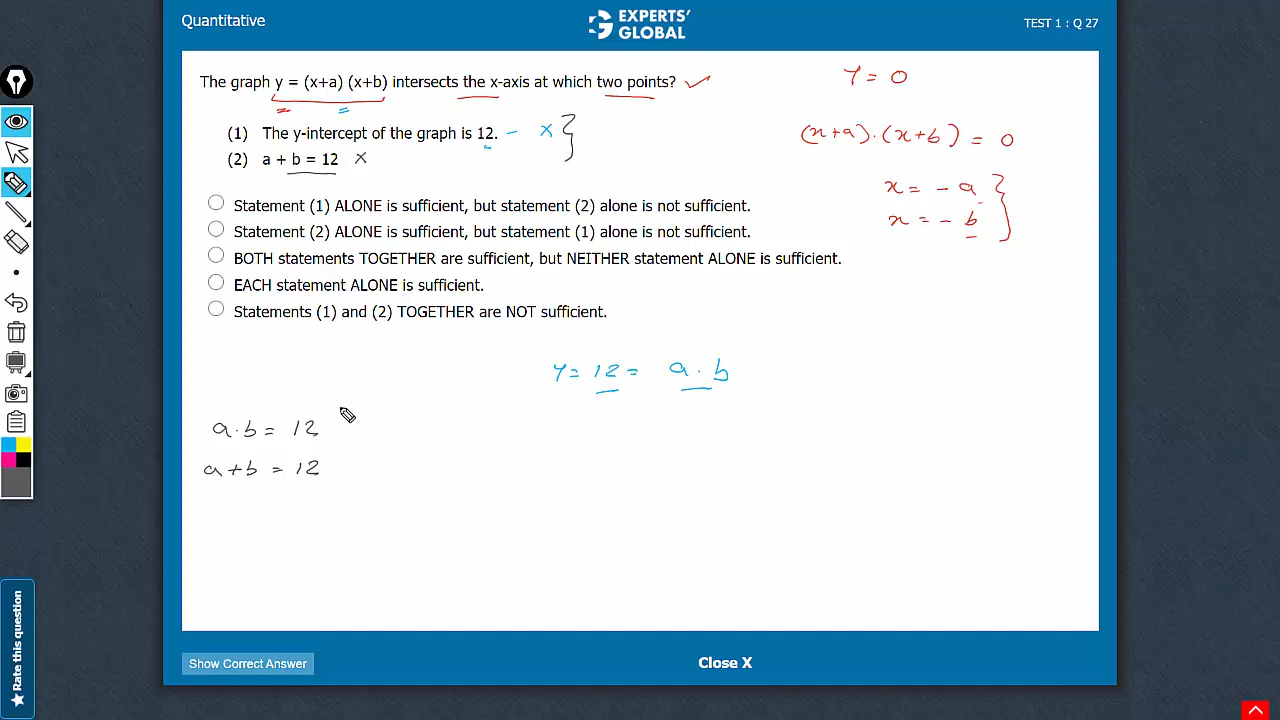 Quantitative
EXPERTS'
GLOBAL
TEST 1 : Q 27
The graph y = (x+a) (x+b) intersects the x-axis at which two points?
(1) The y-intercept of the graph is 12. - x
(2) a + b = 12 x
Y = 0
(x+a).(x+b) = 0
x = - a
x = - b
Statement (1) ALONE is sufficient, but statement (2) alone is not sufficient.
Statement (2) ALONE is sufficient, but statement (1) alone is not sufficient.
BOTH statements TOGETHER are sufficient, but NEITHER statement ALONE is sufficient.
EACH statement ALONE is sufficient.
Statements (1) and (2) TOGETHER are NOT sufficient.
Y = 12 = a . b
a.b = 12
a+b = 12
Rate this question
Show Correct Answer
Close X